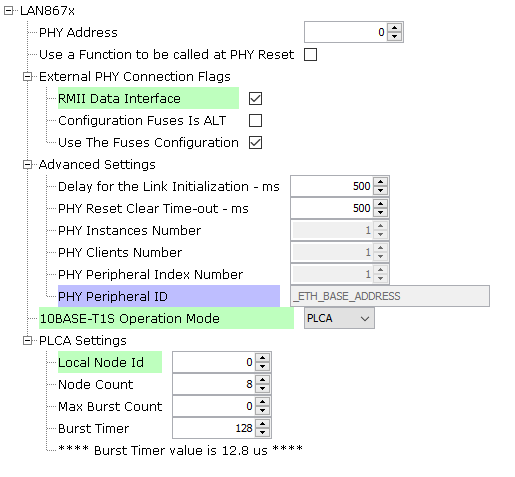 LAN867x
PHY Address 0
Use a Function to be called at PHY Reset
External PHY Connection Flags
RMII Data Interface
Configuration Fuses Is ALT
Use The Fuses Configuration
Advanced Settings
Delay for the Link Initialization - ms 500
PHY Reset Clear Time-out - ms 500
PHY Instances Number 1
PHY Clients Number 1
PHY Peripheral Index Number 1
PHY Peripheral ID _ETH_BASE_ADDRESS
10BASE-T1S Operation Mode PLCA
PLCA Settings
Local Node Id 0
Node Count 8
Max Burst Count 0
Burst Timer 128
**** Burst Timer value is 12.8 us ****